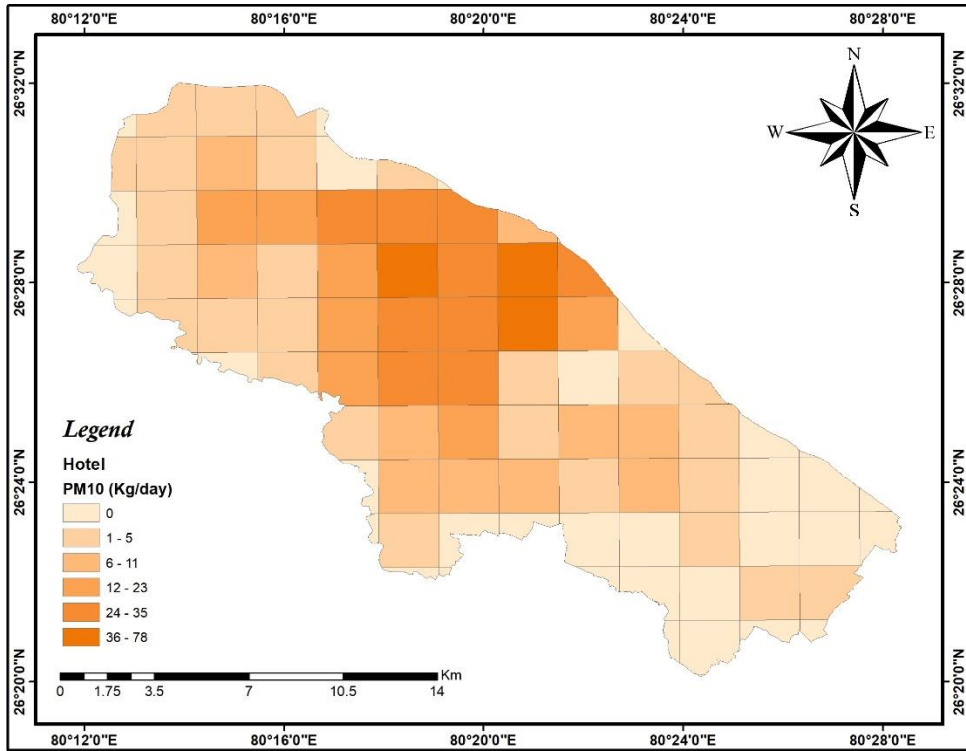 80°12'0"E 80°16'0"E 80°20'0"E 80°24'0"E 80°28'0"E
26°32'0"N 26°32'0"N
N
W E
S
26°28'0"N 26°28'0"N
26°24'0"N 26°24'0"N
Legend
Hotel
PM10 (Kg/day)
0
1 - 5
6 - 11
12 - 23
24 - 35
36 - 78
Km
0 1.75 3.5 7 10.5 14
26°20'0"N 26°20'0"N
80°12'0"E 80°16'0"E 80°20'0"E 80°24'0"E 80°28'0"E